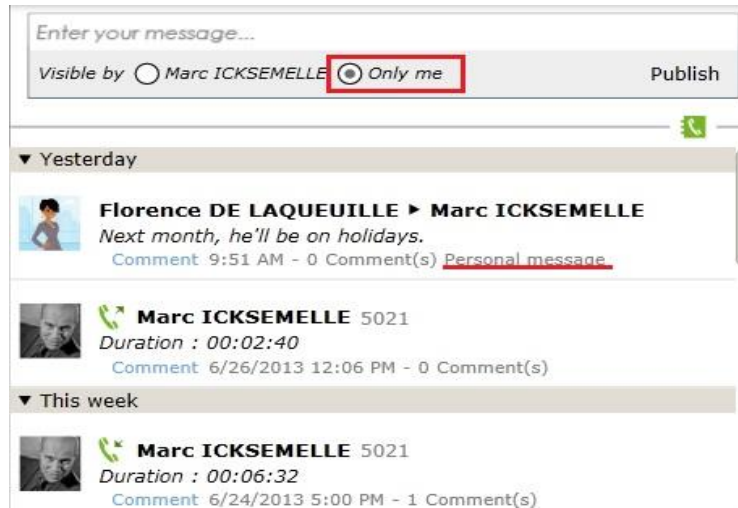 Enter your message...
Visible by Marc ICKSEMELLE Only me Publish
Yesterday
Florence DE LAQUEUILLE ▸ Marc ICKSEMELLE
Next month, he'll be on holidays.
Comment 9:51 AM - 0 Comment(s) Personal message
Marc ICKSEMELLE 5021
Duration : 00:02:40
Comment 6/26/2013 12:06 PM - 0 Comment(s)
This week
Marc ICKSEMELLE 5021
Duration : 00:06:32
Comment 6/24/2013 5:00 PM - 1 Comment(s)